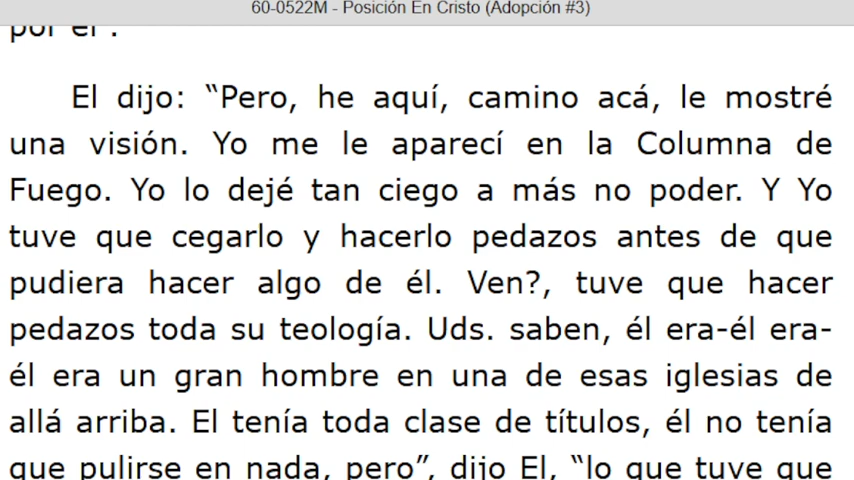 60-0522M - Posición En Cristo (Adopción #3)
por él".
El dijo: “Pero, he aquí, camino acá, le mostré
una visión. Yo me le aparecí en la Columna de
Fuego. Yo lo dejé tan ciego a más no poder. Y Yo
tuve que cegarlo y hacerlo pedazos antes de que
pudiera hacer algo de él. Ven?, tuve que hacer
pedazos toda su teología. Uds. saben, él era-él era-
él era un gran hombre en una de esas iglesias de
allá arriba. El tenía toda clase de títulos, él no tenía
que pulirse en nada, pero”, dijo El, “lo que tuve que